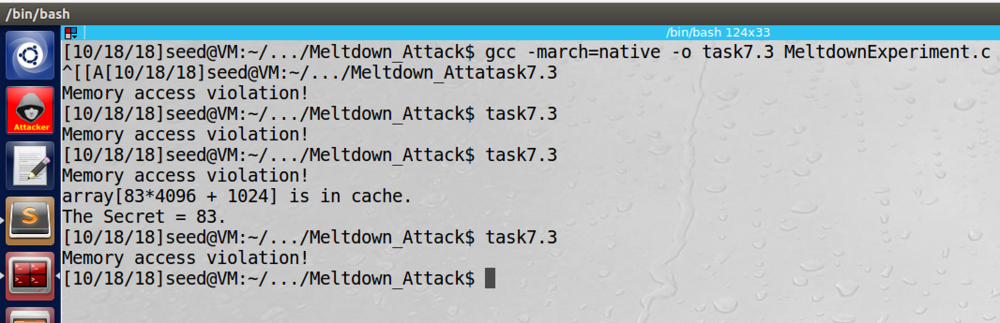 /bin/bash
/bin/bash 124x33
[10/18/18]seed@VM:~/.../Meltdown_Attack$ gcc -march=native -o task7.3 MeltdownExperiment.c
^[[A[10/18/18]seed@VM:~/.../Meltdown_Attatask7.3
Memory access violation!
[10/18/18]seed@VM:~/.../Meltdown_Attack$ task7.3
Memory access violation!
[10/18/18]seed@VM:~/.../Meltdown_Attack$ task7.3
Memory access violation!
array[83*4096 + 1024] is in cache.
The Secret = 83.
[10/18/18]seed@VM:~/.../Meltdown_Attack$ task7.3
Memory access violation!
[10/18/18]seed@VM:~/.../Meltdown_Attack$
Attacker
S